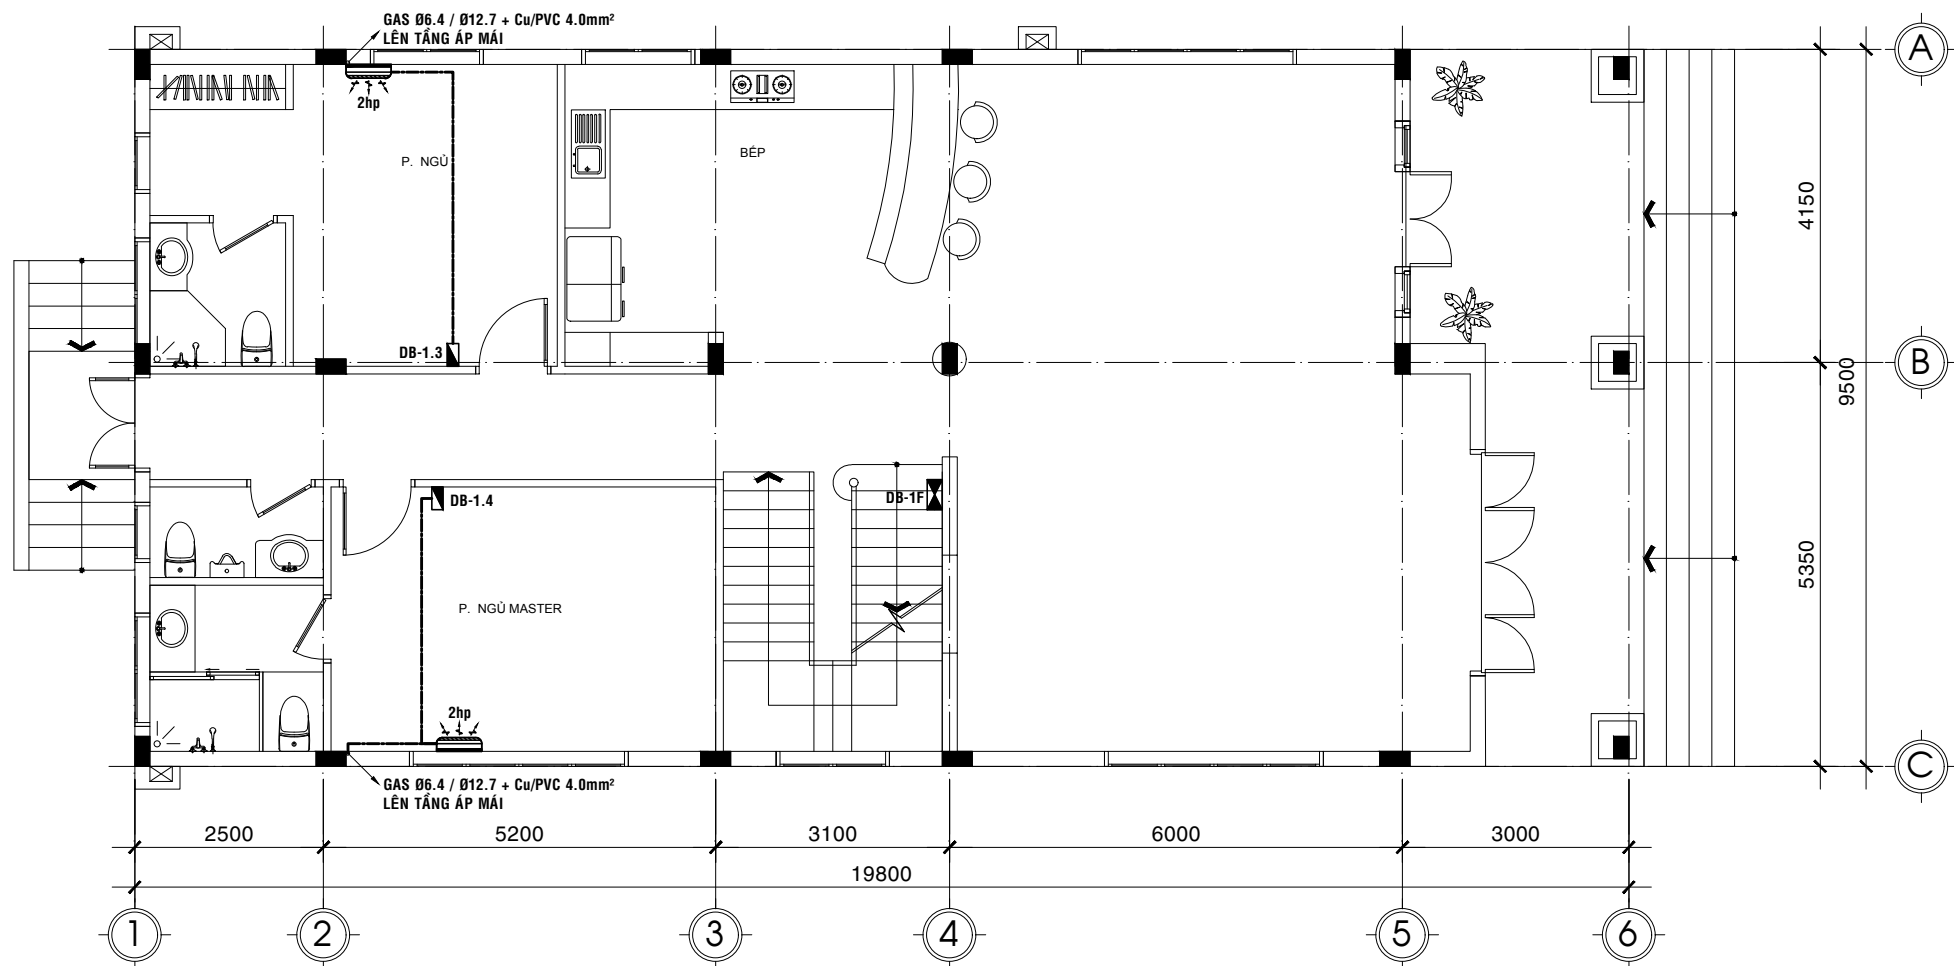 GAS Ø6.4 / Ø12.7 + Cu/PVC 4.0mm²
LÊN TẦNG ÁP MÁI
A
2hp
P. NGỦ
BẾP
4150
DB-1.3
B
9500
DB-1.4
DB-1F
5350
P. NGỦ MASTER
2hp
C
GAS Ø6.4 / Ø12.7 + Cu/PVC 4.0mm²
LÊN TẦNG ÁP MÁI
2500 5200 3100 6000 3000
19800
1 2 3 4 5 6